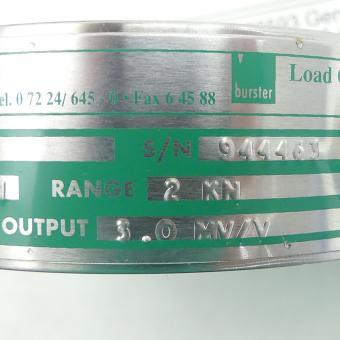 burster
Load
el. 0 72 24/ 645 - 0 • Fax 6 45 88
S/N 944463
RANGE 2 KN
OUTPUT 3.0 MV/V